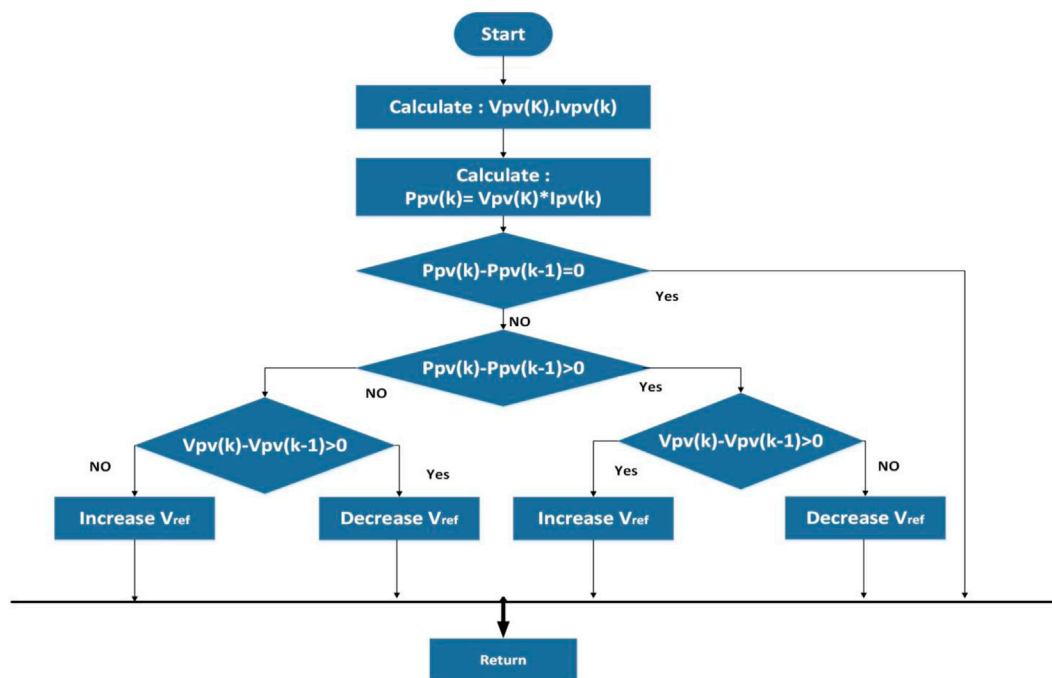 Start
Calculate : Vpv(K),Ivpv(k)
Calculate :
Ppv(k)= Vpv(K)*Ipv(k)
Ppv(k)-Ppv(k-1)=0
Yes
NO
Ppv(k)-Ppv(k-1)>0
NO
Yes
Vpv(k)-Vpv(k-1)>0
Vpv(k)-Vpv(k-1)>0
NO
Yes
Yes
NO
Increase Vref
Decrease Vref
Increase Vref
Decrease Vref
Return